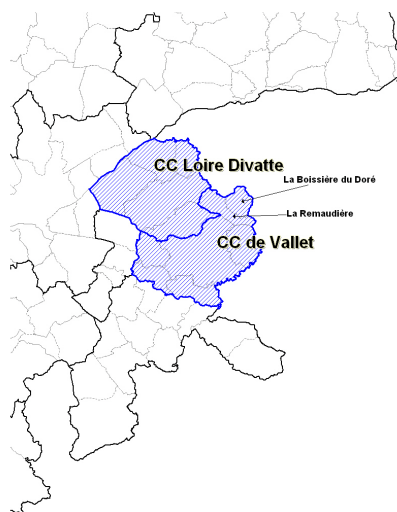 CC Loire Divatte
La Boissière du Doré
La Remaudière
CC de Vallet